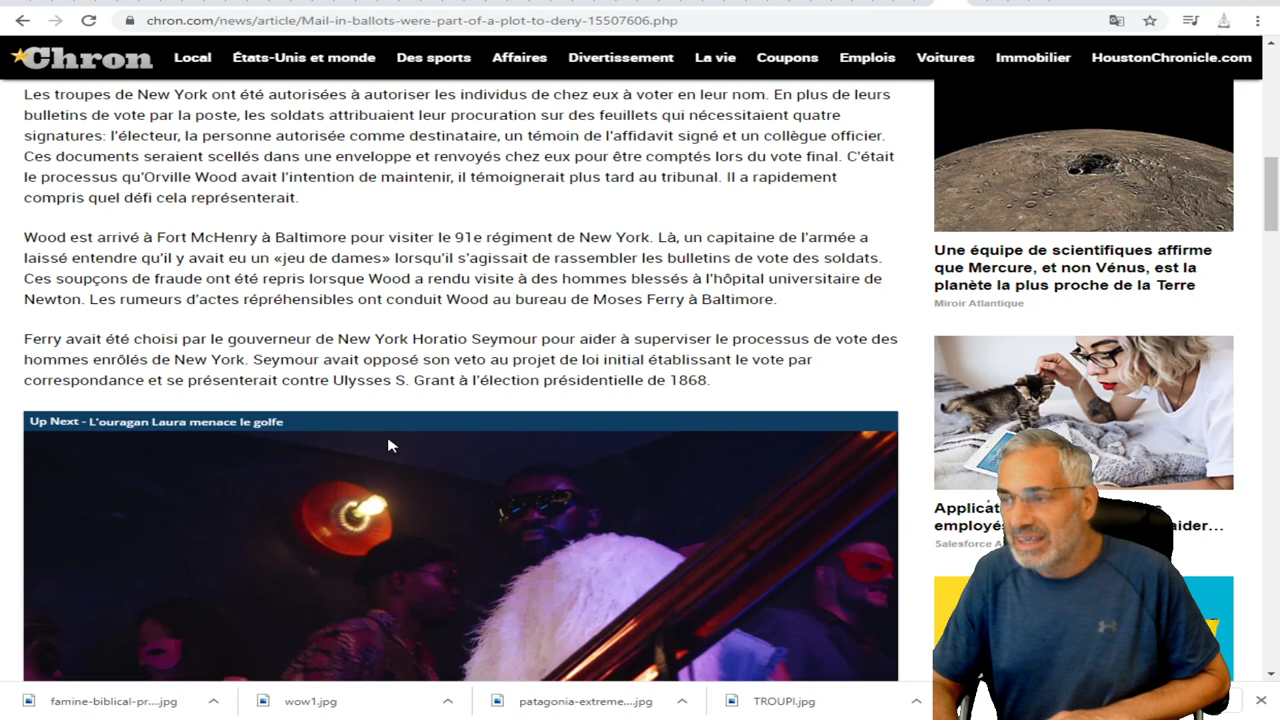 chron.com/news/article/Mail-in-ballots-were-part-of-a-plot-to-deny-15507606.php
Chron
Local États-Unis et monde Des sports Affaires Divertissement La vie Coupons Emplois Voitures Immobilier HoustonChronicle.com
Les troupes de New York ont été autorisées à autoriser les individus de chez eux à voter en leur nom. En plus de leurs
bulletins de vote par la poste, les soldats attribuaient leur procuration sur des feuillets qui nécessitaient quatre
signatures: l'électeur, la personne autorisée comme destinataire, un témoin de l'affidavit signé et un collègue officier.
Ces documents seraient scellés dans une enveloppe et renvoyés chez eux pour être comptés lors du vote final. C'était
le processus qu'Orville Wood avait l'intention de maintenir, il témoignerait plus tard au tribunal. Il a rapidement
compris quel défi cela représenterait.
Wood est arrivé à Fort McHenry à Baltimore pour visiter le 91e régiment de New York. Là, un capitaine de l'armée a
laissé entendre qu'il y avait eu un «jeu de dames» lorsqu'il s'agissait de rassembler les bulletins de vote des soldats.
Ces soupçons de fraude ont été repris lorsque Wood a rendu visite à des hommes blessés à l'hôpital universitaire de
Newton. Les rumeurs d'actes répréhensibles ont conduit Wood au bureau de Moses Ferry à Baltimore.
Ferry avait été choisi par le gouverneur de New York Horatio Seymour pour aider à superviser le processus de vote des
hommes enrôlés de New York. Seymour avait opposé son veto au projet de loi initial établissant le vote par
correspondance et se présenterait contre Ulysses S. Grant à l'élection présidentielle de 1868.
Up Next - L'ouragan Laura menace le golfe
Une équipe de scientifiques affirme
que Mercure, et non Vénus, est la
planète la plus proche de la Terre
Miroir Atlantique
Applicat
employé aider...
Salesforce
famine-biblical-pr....jpg wow1.jpg patagonia-extreme....jpg TROUPI.jpg